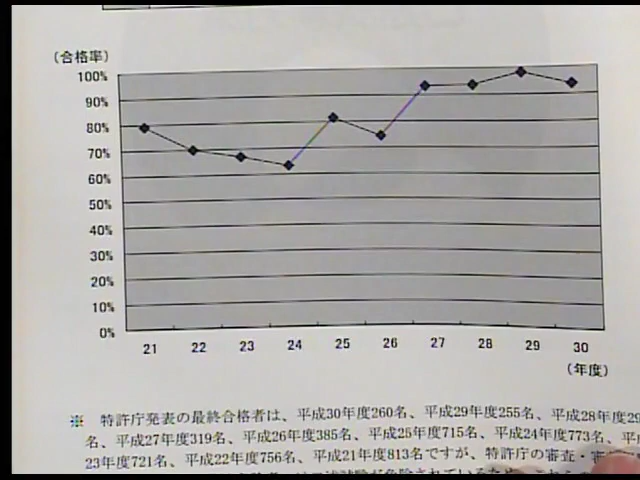 (合格率)
100%
90%
80%
70%
60%
50%
40%
30%
20%
10%
0%
21 22 23 24 25 26 27 28 29 30
(年度)
※ 特許庁発表の最終合格者は、平成30年度260名、平成29年度255名、平成28年度29
名、平成27年度319名、平成26年度385名、平成25年度715名、平成24年度773名、平
23年度721名、平成22年度756名、平成21年度813名ですが、特許庁の審査・審